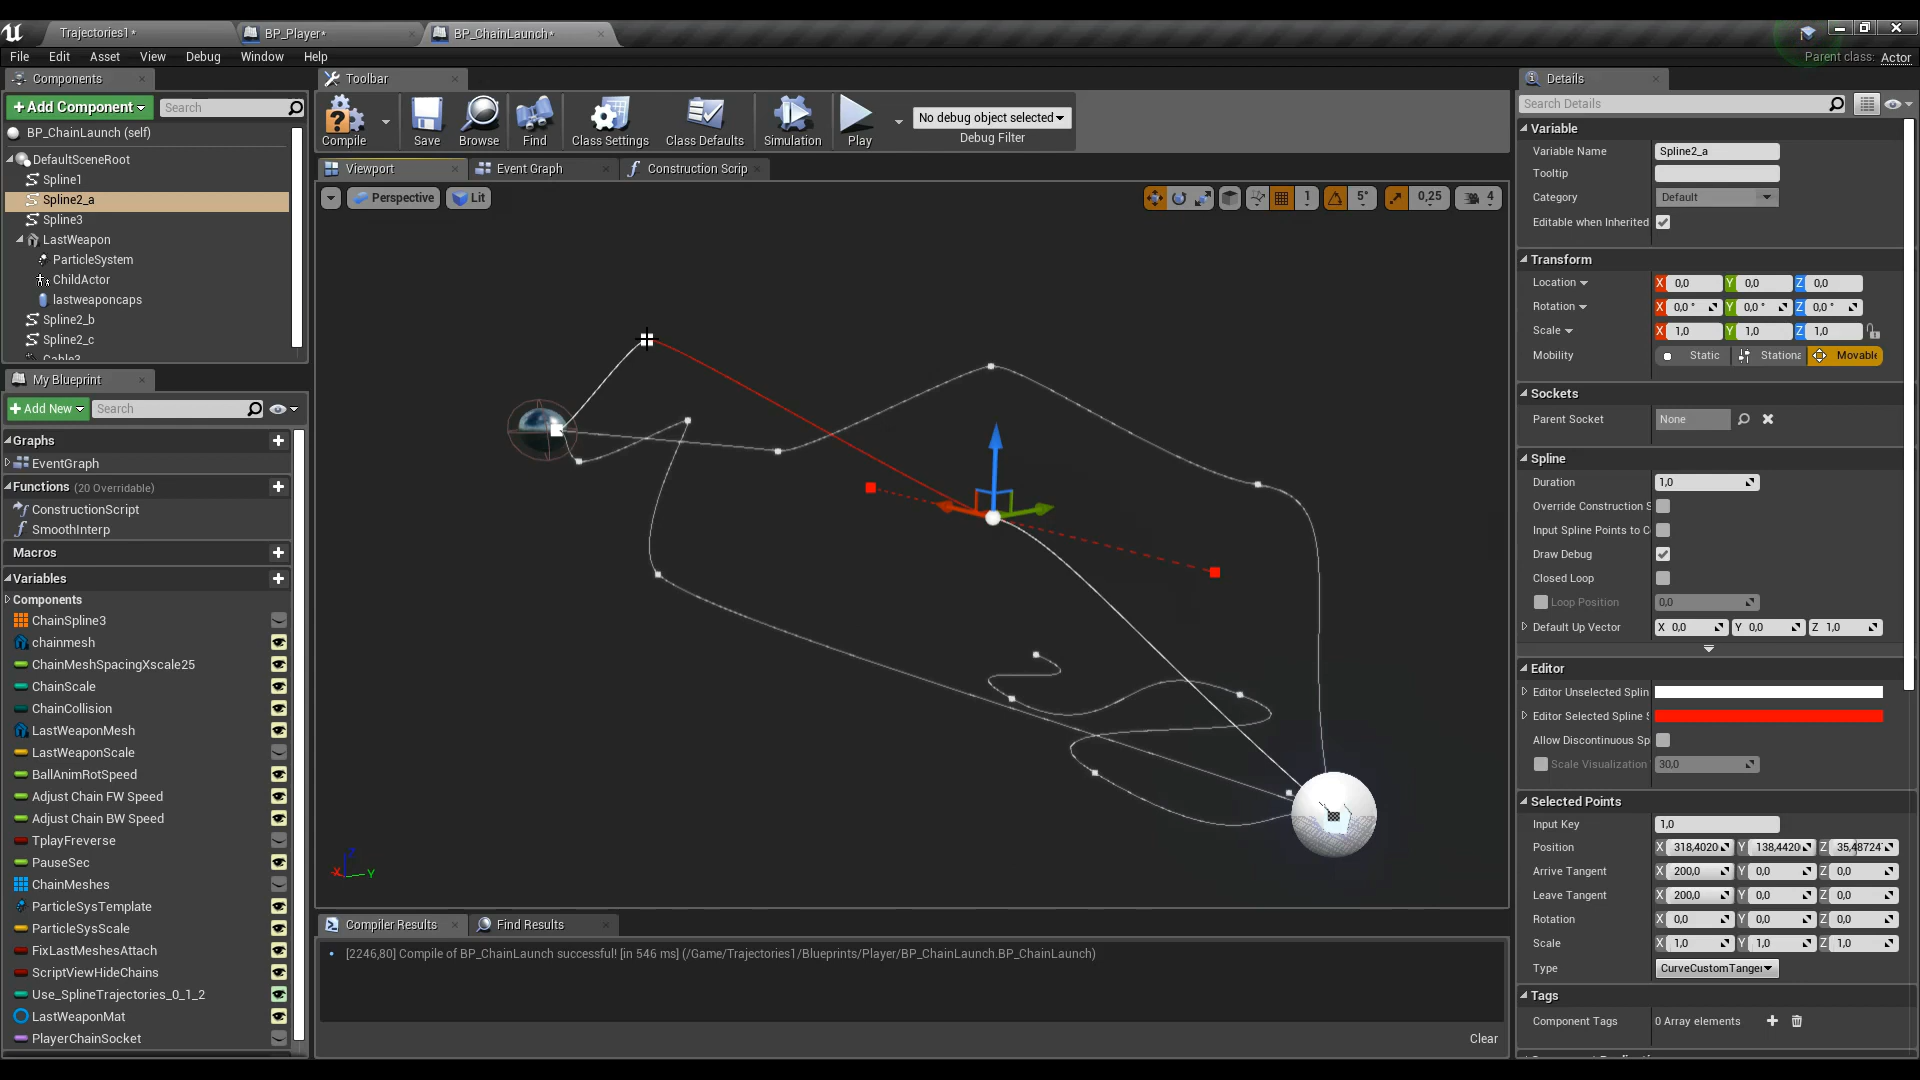 Trajectories1*
BP_Player*
BP_ChainLaunch*
File Edit Asset View Debug Window Help
Parent class: Actor
Components
+ Add Component
Search
BP_ChainLaunch (self)
DefaultSceneRoot
Spline1
Spline2_a
Spline3
LastWeapon
ParticleSystem
ChildActor
lastweaponcaps
Spline2_b
Spline2_c
Cable3
My Blueprint
+ Add New
Search
Graphs
EventGraph
Functions (20 Overridable)
ConstructionScript
SmoothInterp
Macros
Variables
Components
ChainSpline3
chainmesh
ChainMeshSpacingXscale25
ChainScale
ChainCollision
LastWeaponMesh
LastWeaponScale
BallAnimRotSpeed
Adjust Chain FW Speed
Adjust Chain BW Speed
TplayFreverse
PauseSec
ChainMeshes
ParticleSysTemplate
ParticleSysScale
FixLastMeshesAttach
ScriptViewHideChains
Use_SplineTrajectories_0_1_2
LastWeaponMat
PlayerChainSocket
Toolbar
Compile
Save
Browse
Find
Class Settings
Class Defaults
Simulation
Play
No debug object selected
Debug Filter
Viewport
Event Graph
Construction Scrip
Perspective
Lit
1
5°
0,25
4
X Y Z
Compiler Results
Find Results
[2246,80] Compile of BP_ChainLaunch successful! [in 546 ms] (/Game/Trajectories1/Blueprints/Player/BP_ChainLaunch.BP_ChainLaunch)
Clear
Details
Search Details
Variable
Variable Name Spline2_a
Tooltip
Category Default
Editable when Inherited
Transform
Location X 0,0 Y 0,0 Z 0,0
Rotation X 0,0 ° Y 0,0 ° Z 0,0 °
Scale X 1,0 Y 1,0 Z 1,0
Mobility Static Stationa Movable
Sockets
Parent Socket None
Spline
Duration 1,0
Override Construction S
Input Spline Points to C
Draw Debug
Closed Loop
Loop Position 0,0
Default Up Vector X 0,0 Y 0,0 Z 1,0
Editor
Editor Unselected Splin
Editor Selected Spline S
Allow Discontinuous Sp
Scale Visualization 30,0
Selected Points
Input Key 1,0
Position X 318,4020 Y 138,4420 Z 35,48724
Arrive Tangent X 200,0 Y 0,0 Z 0,0
Leave Tangent X 200,0 Y 0,0 Z 0,0
Rotation X 0,0 Y 0,0 Z 0,0
Scale X 1,0 Y 1,0 Z 1,0
Type CurveCustomTangen
Tags
Component Tags 0 Array elements